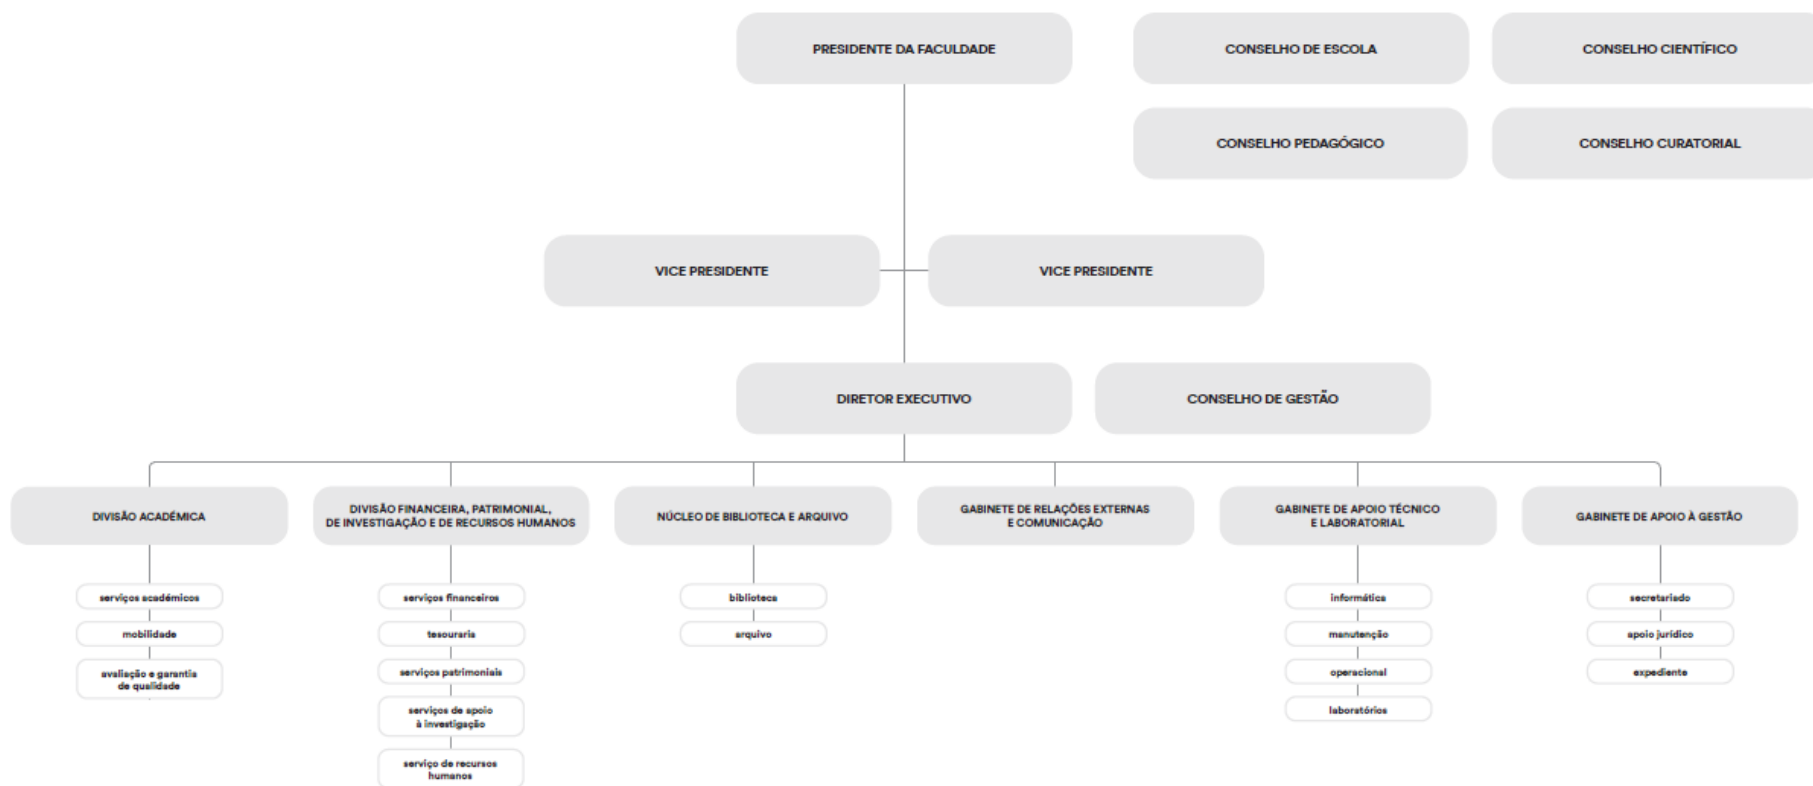 PRESIDENTE DA FACULDADE
CONSELHO DE ESCOLA
CONSELHO CIENTÍFICO
CONSELHO PEDAGÓGICO
CONSELHO CURATORIAL
VICE PRESIDENTE
VICE PRESIDENTE
DIRETOR EXECUTIVO
CONSELHO DE GESTÃO
DIVISÃO ACADÉMICA
serviços académicos
mobilidade
avaliação e garantia
de qualidade
DIVISÃO FINANCEIRA, PATRIMONIAL,
DE INVESTIGAÇÃO E DE RECURSOS HUMANOS
serviços financeiros
tesouraria
serviços patrimoniais
serviços de apoio
à investigação
serviço de recursos
humanos
NÚCLEO DE BIBLIOTECA E ARQUIVO
biblioteca
arquivo
GABINETE DE RELAÇÕES EXTERNAS
E COMUNICAÇÃO
GABINETE DE APOIO TÉCNICO
E LABORATORIAL
informática
manutenção
operacional
laboratórios
GABINETE DE APOIO À GESTÃO
secretariado
apoio jurídico
expediente